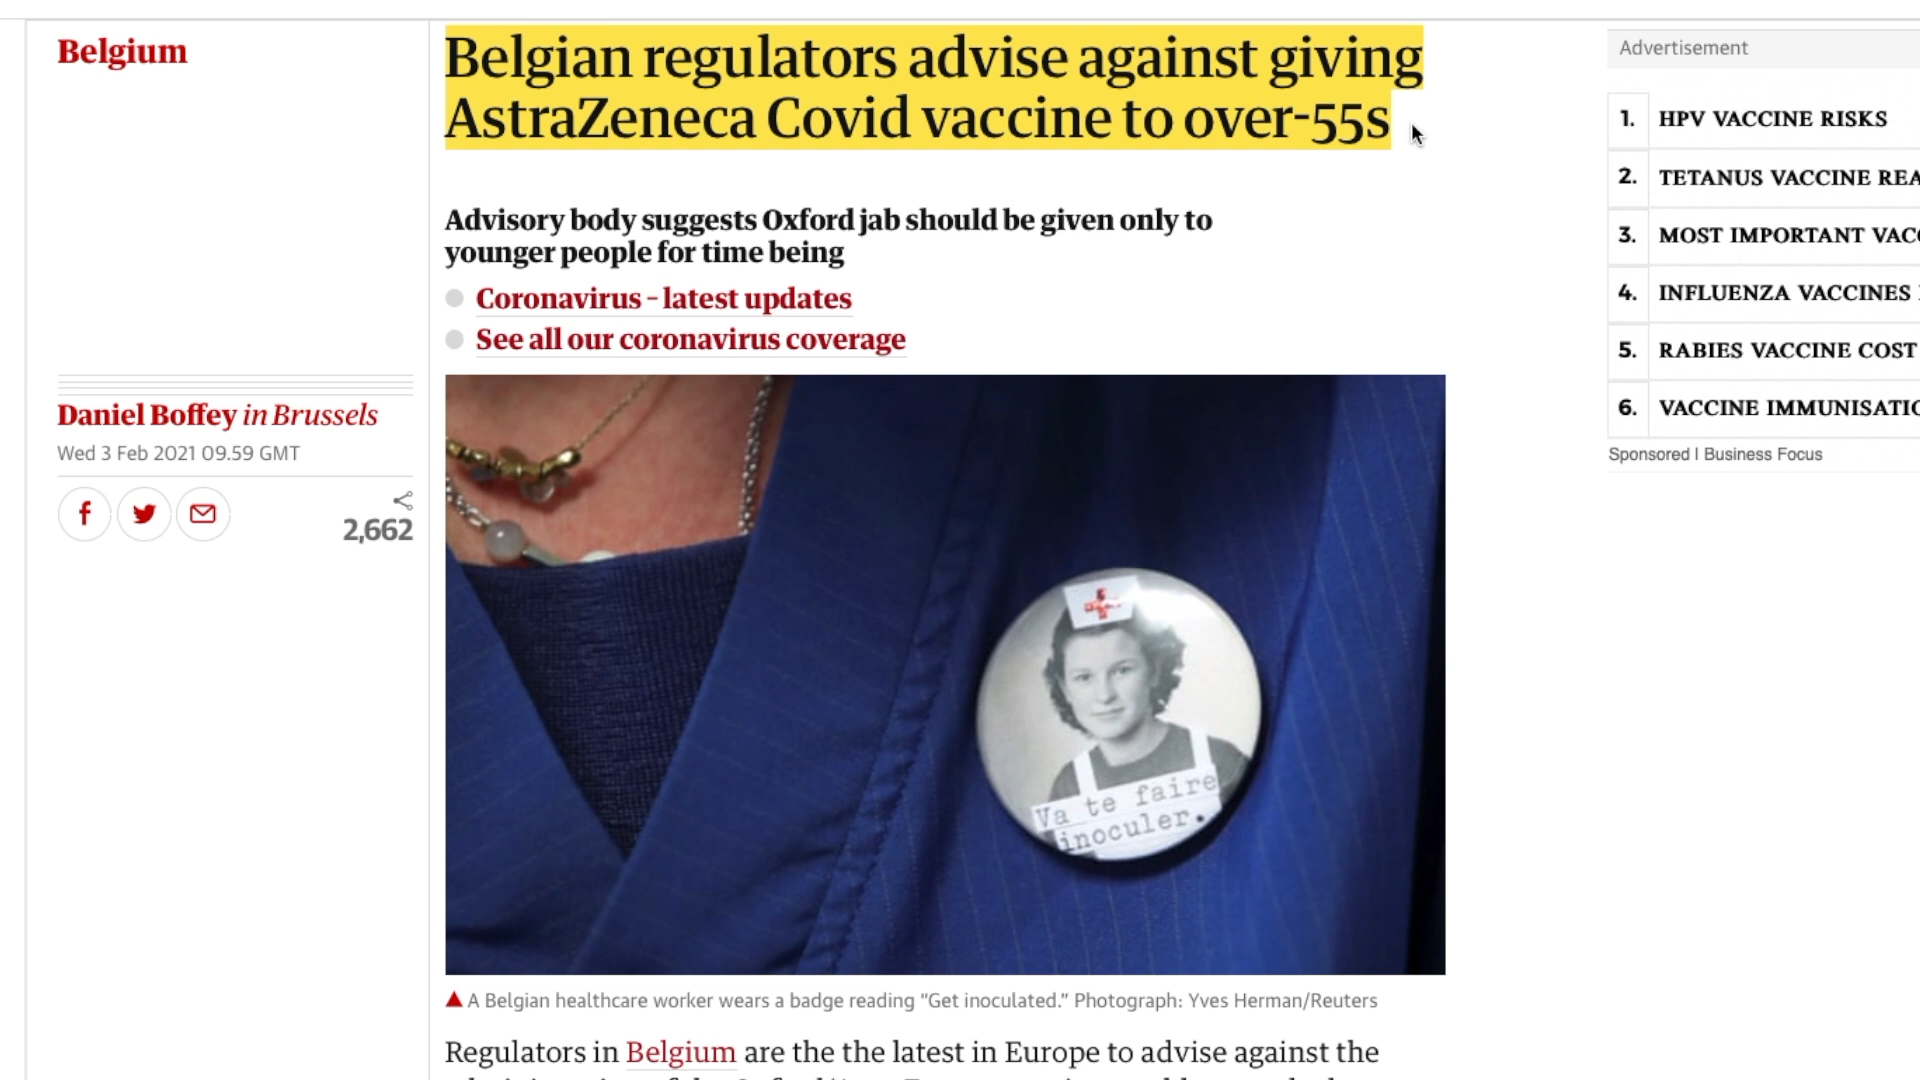 Belgium
Belgian regulators advise against giving
AstraZeneca Covid vaccine to over-55s
Advisory body suggests Oxford jab should be given only to
younger people for time being
Coronavirus – latest updates
See all our coronavirus coverage
Daniel Boffey in Brussels
Wed 3 Feb 2021 09.59 GMT
2,662
Va te faire
inoculer.
A Belgian healthcare worker wears a badge reading “Get inoculated.” Photograph: Yves Herman/Reuters
Regulators in Belgium are the the latest in Europe to advise against the
Advertisement
1. HPV VACCINE RISKS
2. TETANUS VACCINE REA
3. MOST IMPORTANT VAC
4. INFLUENZA VACCINES
5. RABIES VACCINE COST
6. VACCINE IMMUNISATIO
Sponsored | Business Focus